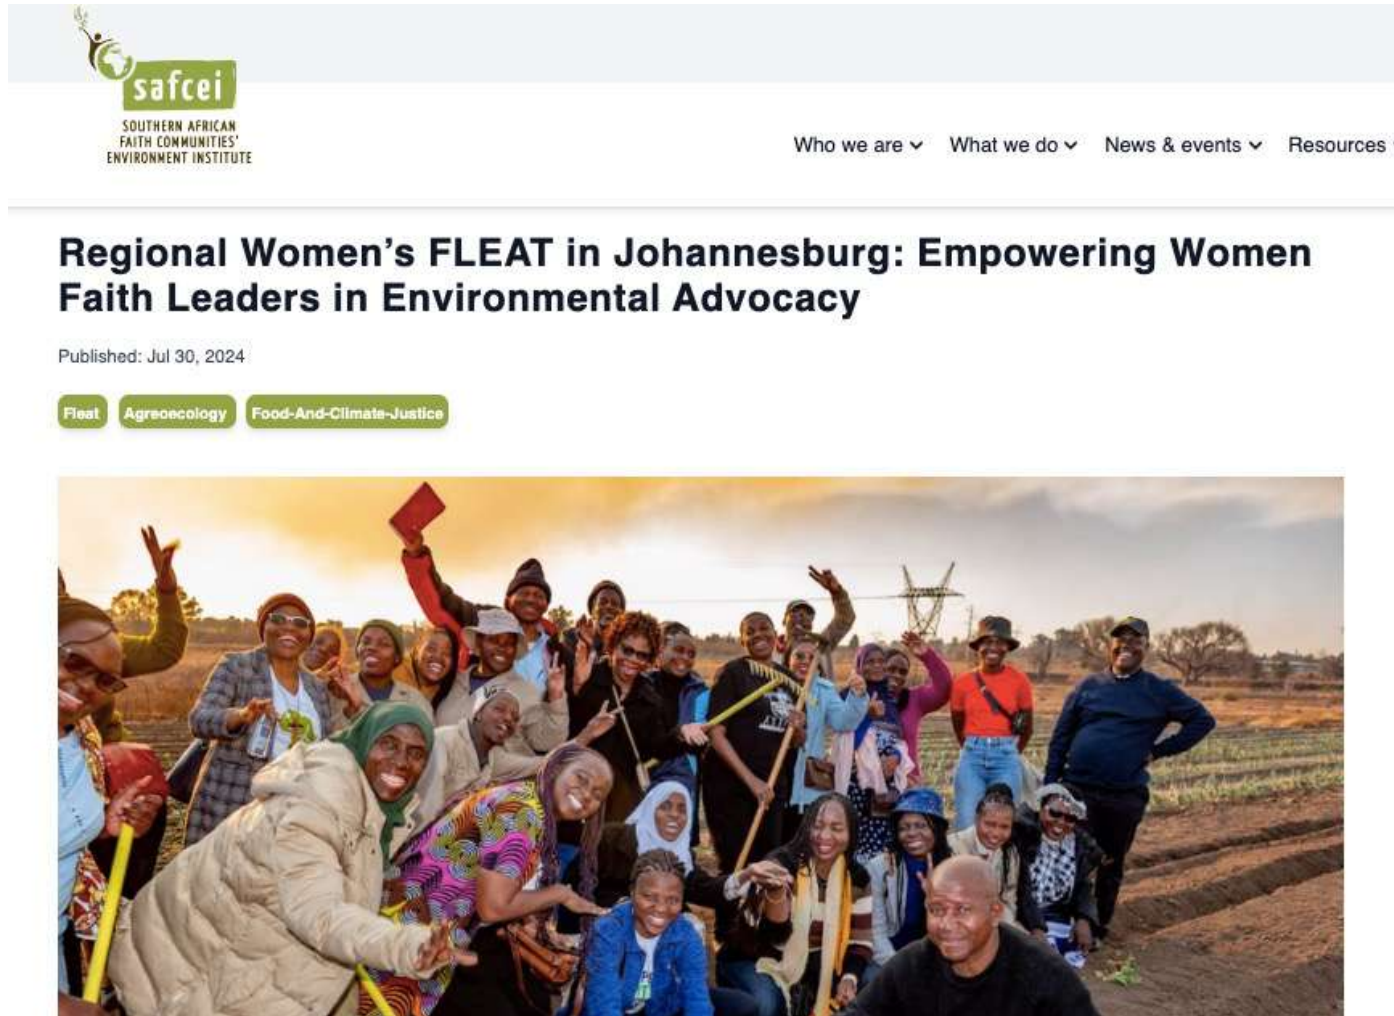 safcei
SOUTHERN AFRICAN
FAITH COMMUNITIES'
ENVIRONMENT INSTITUTE
Who we are What we do News & events Resources
Regional Women's FLEAT in Johannesburg: Empowering Women
Faith Leaders in Environmental Advocacy
Published: Jul 30, 2024
Fleat Agreoecology Food-And-Climate-Justice